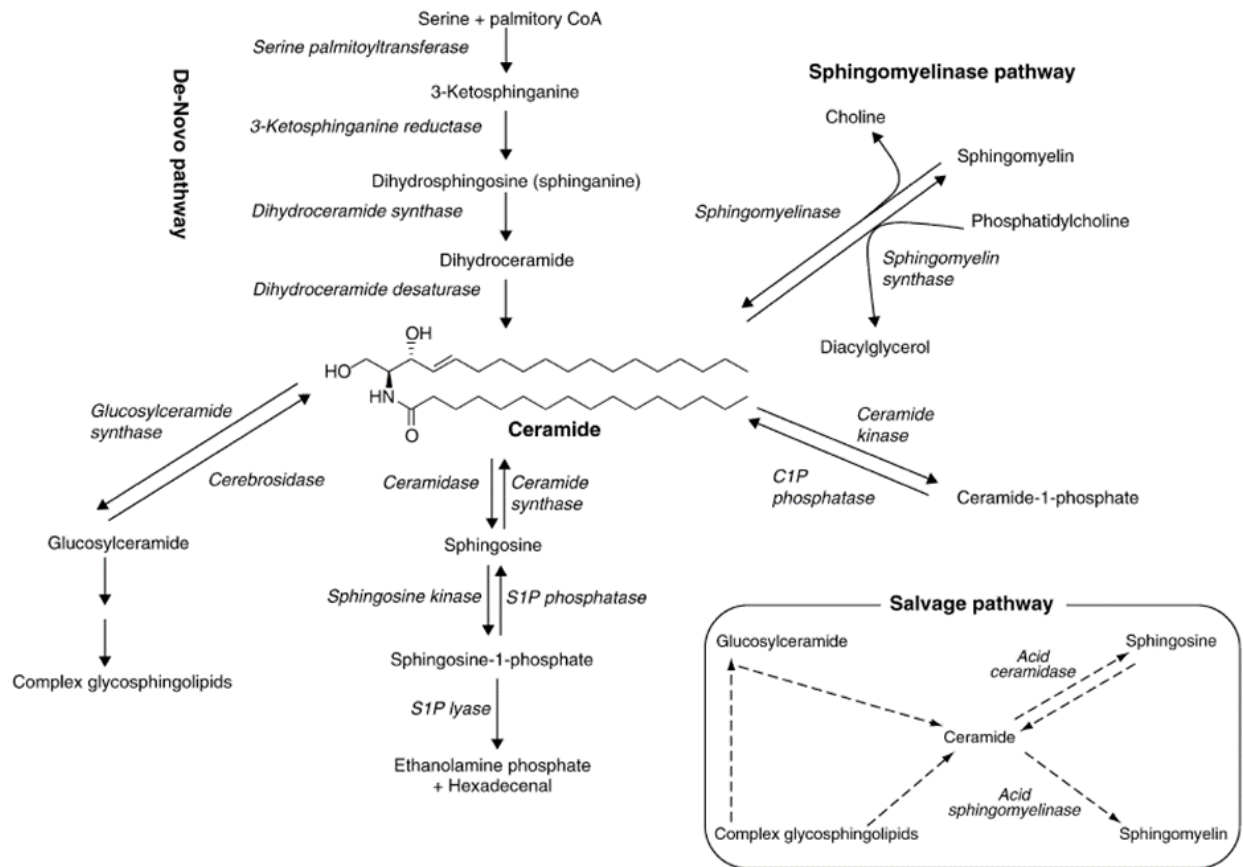 Serine + palmitory CoA
Serine palmitoyltransferase
3-Ketosphinganine
3-Ketosphinganine reductase
Dihydrosphingosine (sphinganine)
Dihydroceramide synthase
Dihydroceramide
Dihydroceramide desaturase
De-Novo pathway
Sphingomyelinase pathway
Choline
Sphingomyelin
Sphingomyelinase
Phosphatidylcholine
Sphingomyelin
synthase
Diacylglycerol
OH
HO
HN
O
Ceramide
Glucosylceramide
synthase
Cerebrosidase
Glucosylceramide
Complex glycosphingolipids
Ceramidase
Ceramide
synthase
Sphingosine
Sphingosine kinase
S1P phosphatase
Sphingosine-1-phosphate
S1P lyase
Ethanolamine phosphate
+ Hexadecenal
Ceramide
kinase
C1P
phosphatase
Ceramide-1-phosphate
Salvage pathway
Glucosylceramide
Sphingosine
Acid
ceramidase
Ceramide
Acid
sphingomyelinase
Complex glycosphingolipids
Sphingomyelin